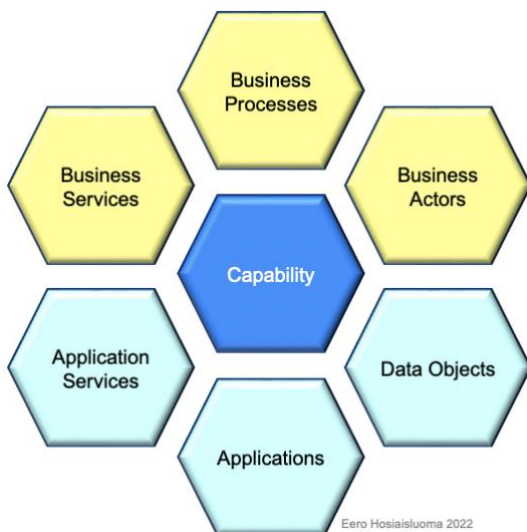 Business
Processes
Business
Services
Business
Actors
Capability
Application
Services
Data Objects
Applications
Eero Hosiaisluoma 2022